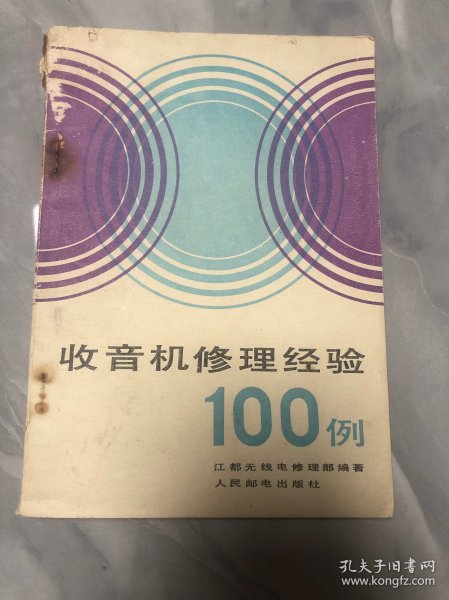 收音机修理经验
100例
江都无线电修理部编著
人民邮电出版社
孔夫子旧书网
www.kongfz.com